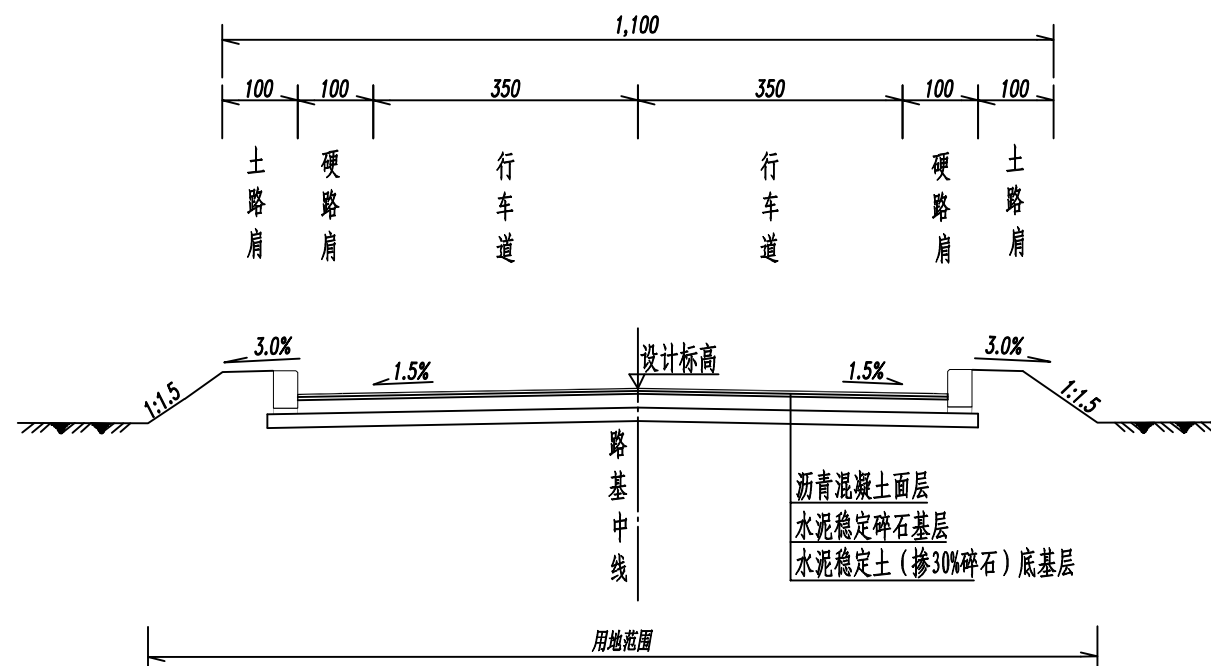 1,100
100 100 350 350 100 100
土路肩 硬路肩 行车道 行车道 硬路肩 土路肩
3.0% 1.5% 设计标高 1.5% 3.0%
1:1.5 1:1.5
路基中线
沥青混凝土面层
水泥稳定碎石基层
水泥稳定土（掺30%碎石）底基层
用地范围